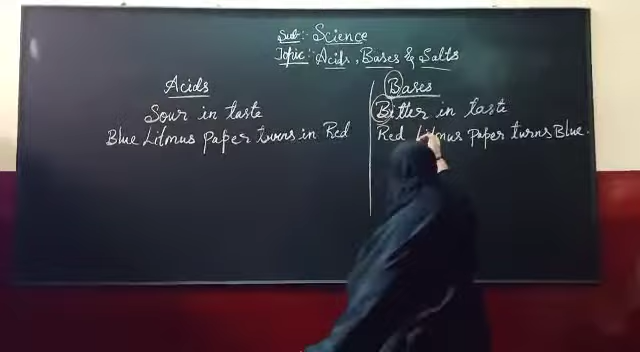 Sub:- Science
Topic:- Acids, Bases & Salts
Acids
Sour in taste
Blue Litmus paper turns in Red
Bases
Bitter in taste
Red Litmus Paper turns Blue.